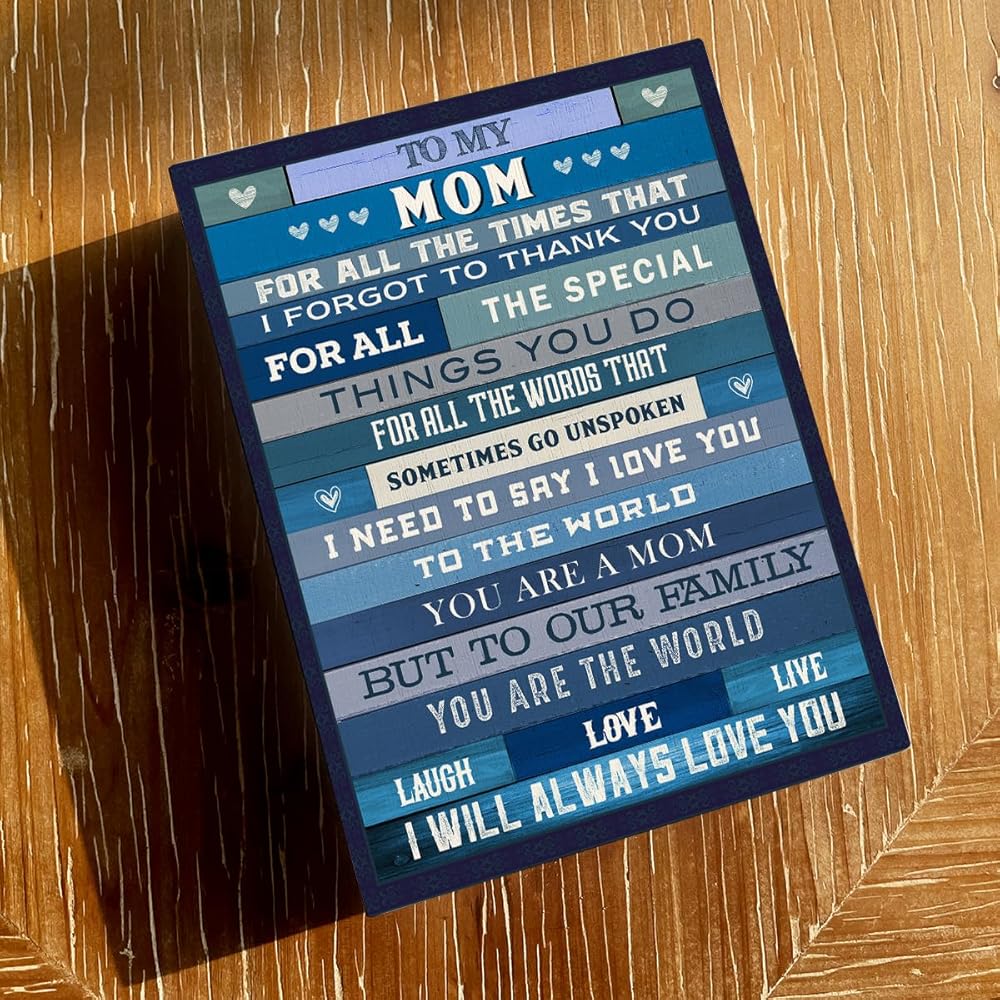 TO MY
MOM
FOR ALL THE TIMES THAT
I FORGOT TO THANK YOU
FOR ALL THE SPECIAL
THINGS YOU DO
FOR ALL THE WORDS THAT
SOMETIMES GO UNSPOKEN
I NEED TO SAY I LOVE YOU
TO THE WORLD
YOU ARE A MOM
BUT TO OUR FAMILY
YOU ARE THE WORLD
LAUGH LOVE LIVE
I WILL ALWAYS LOVE YOU